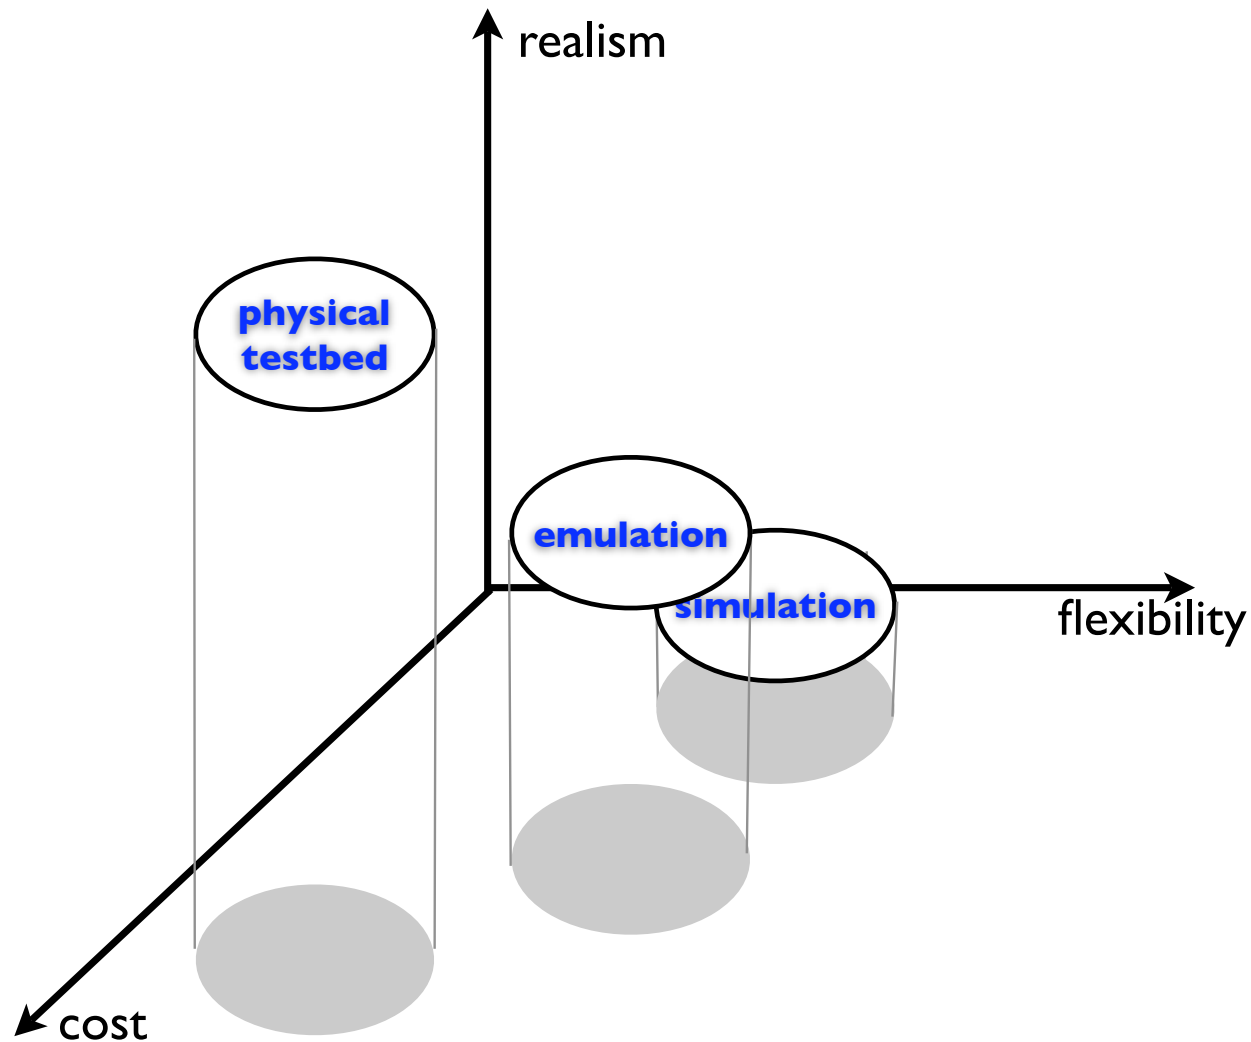 realism
physical
testbed
emulation
simulation
flexibility
cost